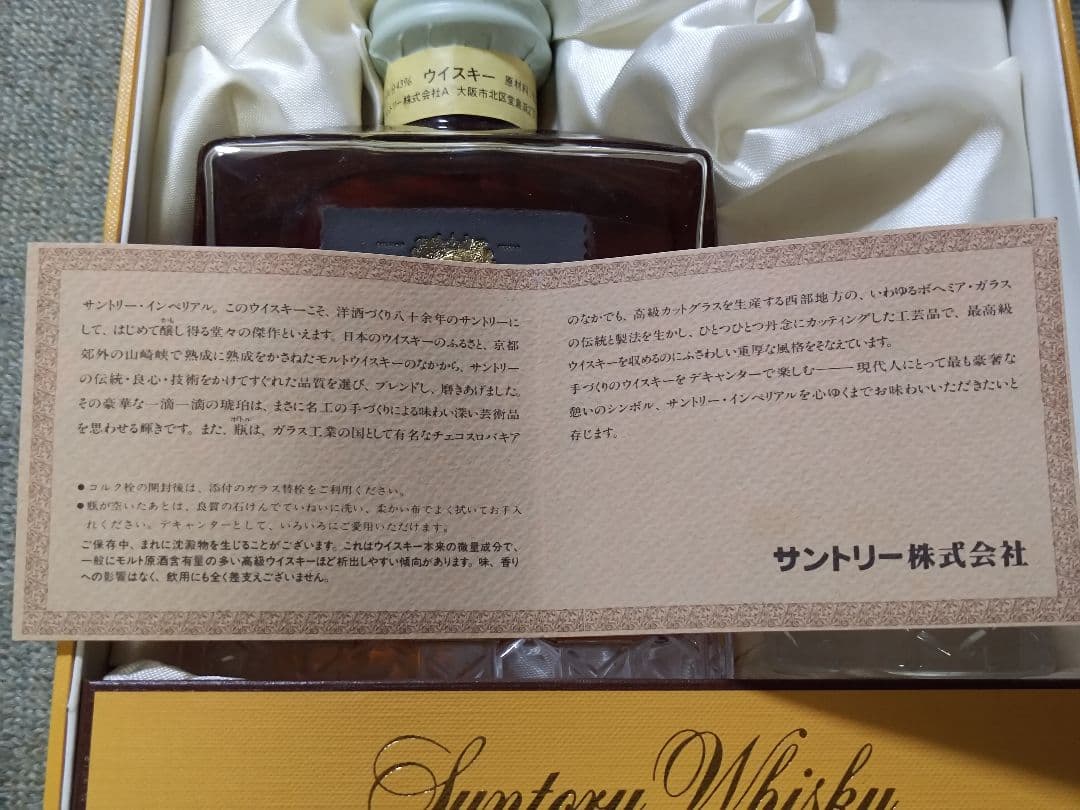 43% ウイスキー 原材料
トリー株式会社A 大阪市北区堂島浜2
サントリー・インペリアル。このウイスキーこそ、洋酒づくり八十余年のサントリーに
して、はじめて醸し得る堂々の傑作といえます。日本のウイスキーのふるさと、京都
郊外の山崎峡で熟成に熟成をかさねたモルトウイスキーのなかから、サントリー
の伝統・良心・技術をかけてすぐれた品質を選び、ブレンドし、磨きあげました。
その豪華な一滴一滴の琥珀は、まさに名工の手づくりによる味わい深い芸術品
を思わせる輝きです。また、瓶は、ガラス工業の国として有名なチェコスロバキア
●コルク栓の開封後は、添付のガラス替栓をご利用ください。
●瓶が空いたあとは、良質の石けんでていねいに洗い、柔かい布でよく拭いてお手入
れください。デキャンターとして、いろいろにご愛用いただけます。
ご保存中、まれに沈澱物を生じることがございます。これはウイスキー本来の微量成分で、
一般にモルト原酒含有量の多い高級ウイスキーほど析出しやすい傾向があります。味、香り
への影響はなく、飲用にも全く差支えございません。
のなかでも、高級カットグラスを生産する西部地方の、いわゆるボヘミア・ガラス
の伝統と製法を生かし、ひとつひとつ丹念にカッティングした工芸品で、最高級
ウイスキーを収めるのにふさわしい重厚な風格をそなえています。
手づくりのウイスキーをデキャンターで楽しむ――現代人にとって最も豪奢な
憩いのシンボル、サントリー・インペリアルを心ゆくまでお味わいいただきたいと
存じます。
サントリー株式会社
Suntory Whisky